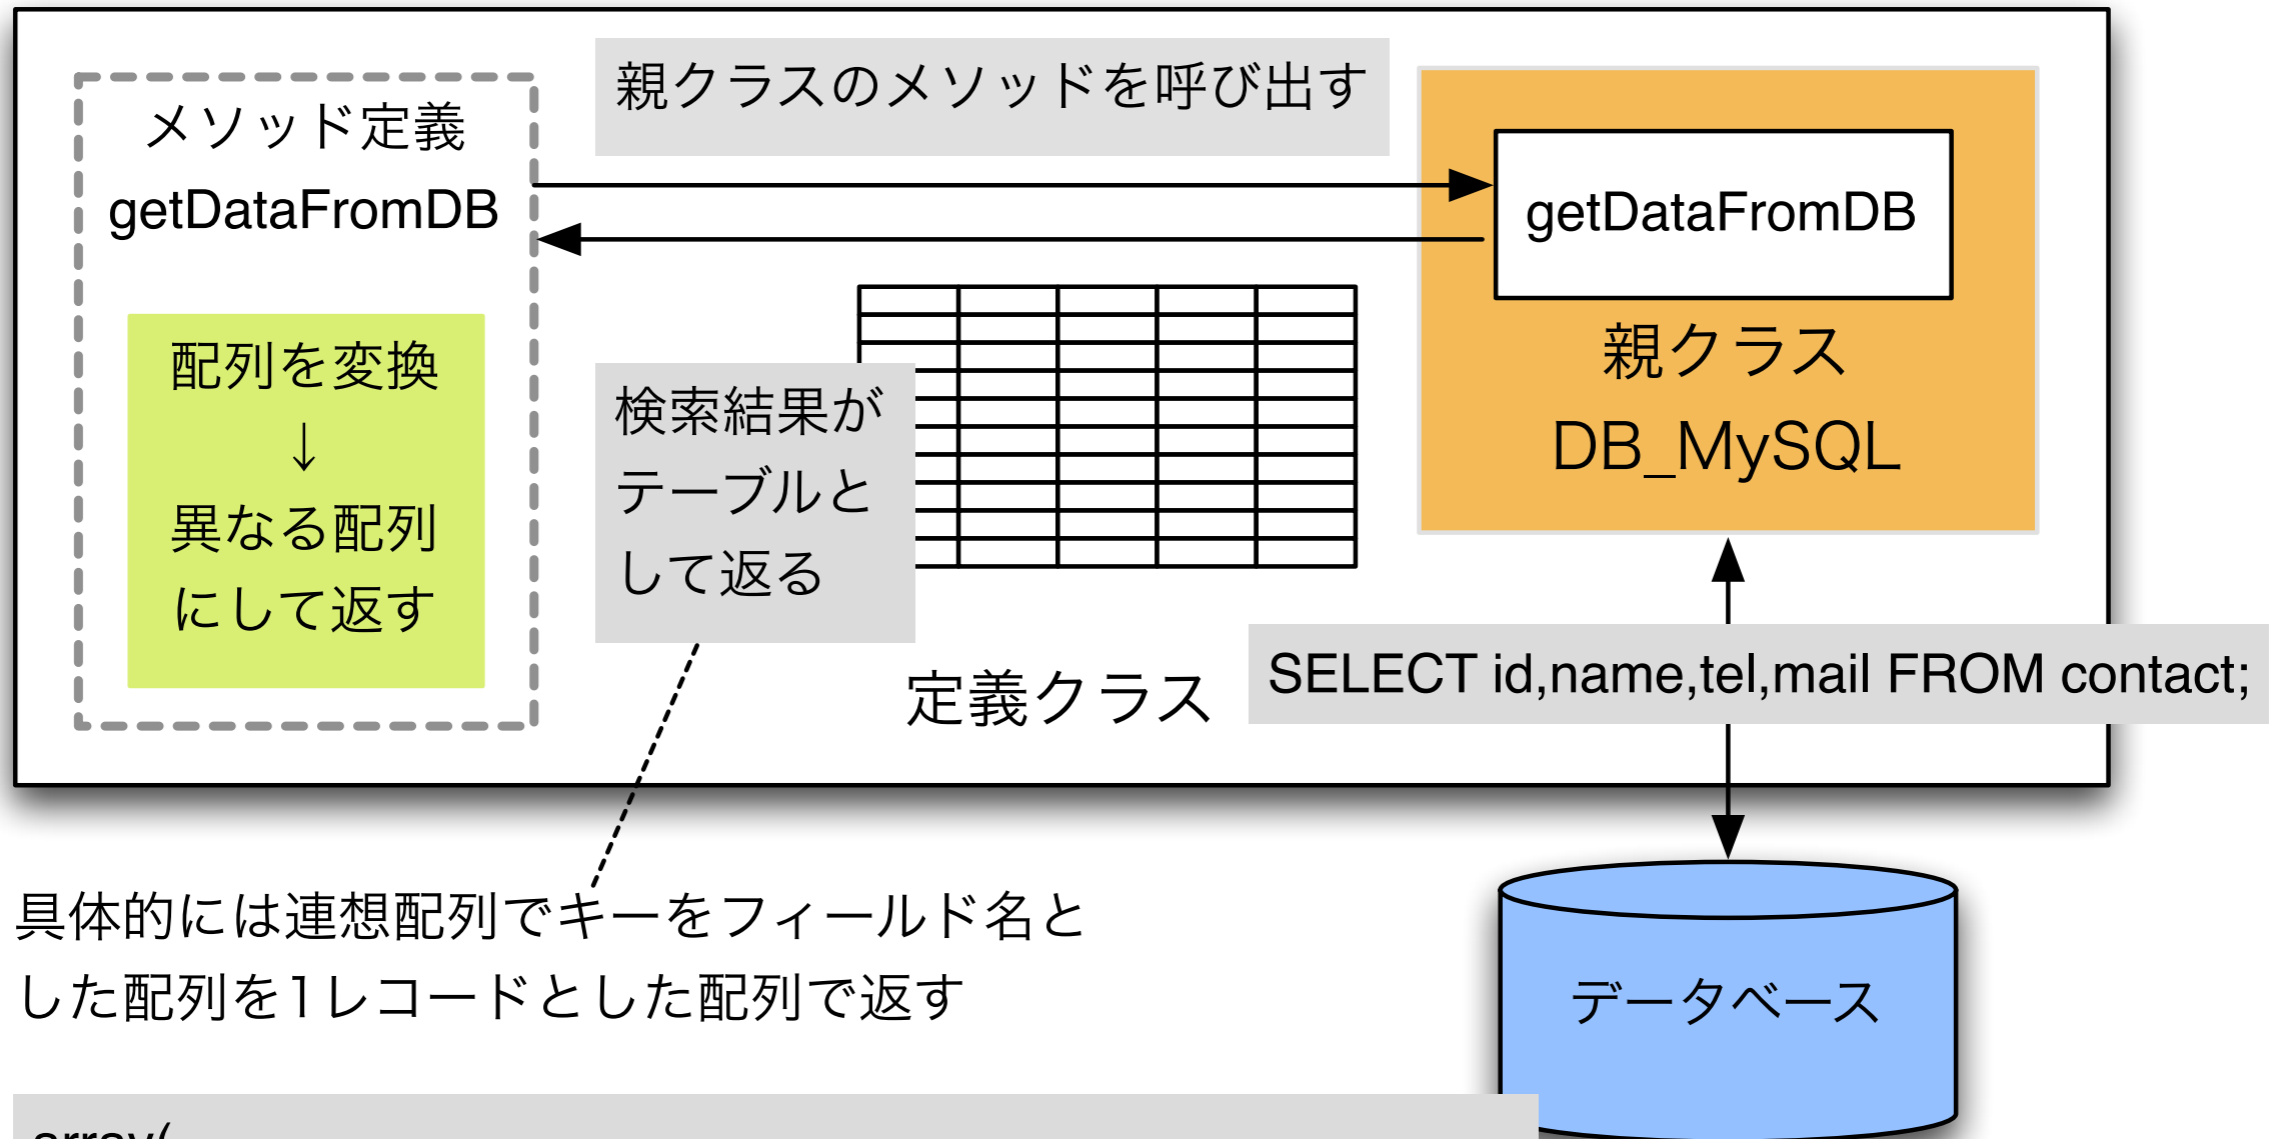 親クラスのメソッドを呼び出す
メソッド定義
getDataFromDB
getDataFromDB
配列を変換
↓
異なる配列
にして返す
検索結果が
テーブルと
して返る
親クラス
DB_MySQL
定義クラス
SELECT id,name,tel,mail FROM contact;
具体的には連想配列でキーをフィールド名と
した配列を1レコードとした配列で返す
データベース
array(